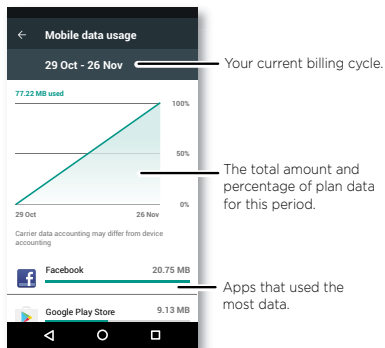 Mobile data usage
29 Oct - 26 Nov
Your current billing cycle.
77.22 MB used
100%
50%
The total amount and
percentage of plan data
for this period.
0%
29 Oct
26 Nov
Carrier data accounting may differ from device
accounting
Facebook
20.75 MB
Apps that used the
most data.
Google Play Store
9.13 MB